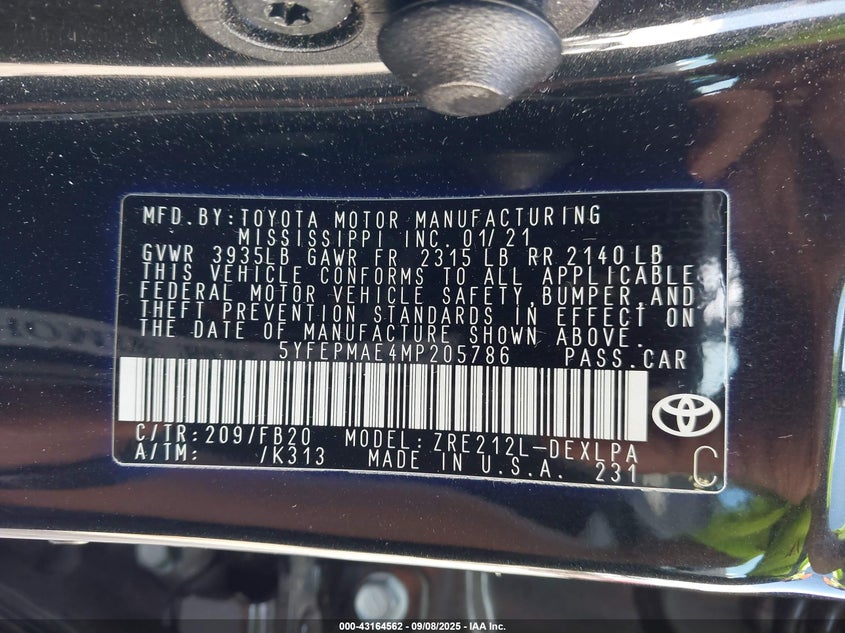 MFD.BY:TOYOTA MOTOR MANUFACTURING
MISSISSIPPI INC. 01/21
GVWR 3935LB GAWR FR 2315 LB RR 2140 LB
THIS VEHICLE CONFORMS TO ALL APPLICABLE
FEDERAL MOTOR VEHICLE SAFETY,BUMPER,AND
THEFT PREVENTION STANDARDS IN EFFECT ON
THE DATE OF MANUFACTURE SHOWN ABOVE.
5YFEPMAE4MP205786 PASS.CAR
C/TR:209/FB20 MODEL:ZRE212L-DEXLPA
A/TM: /K313 MADE IN U.S.A. 231 C
000-43164562 - 09/08/2025 - IAA Inc.